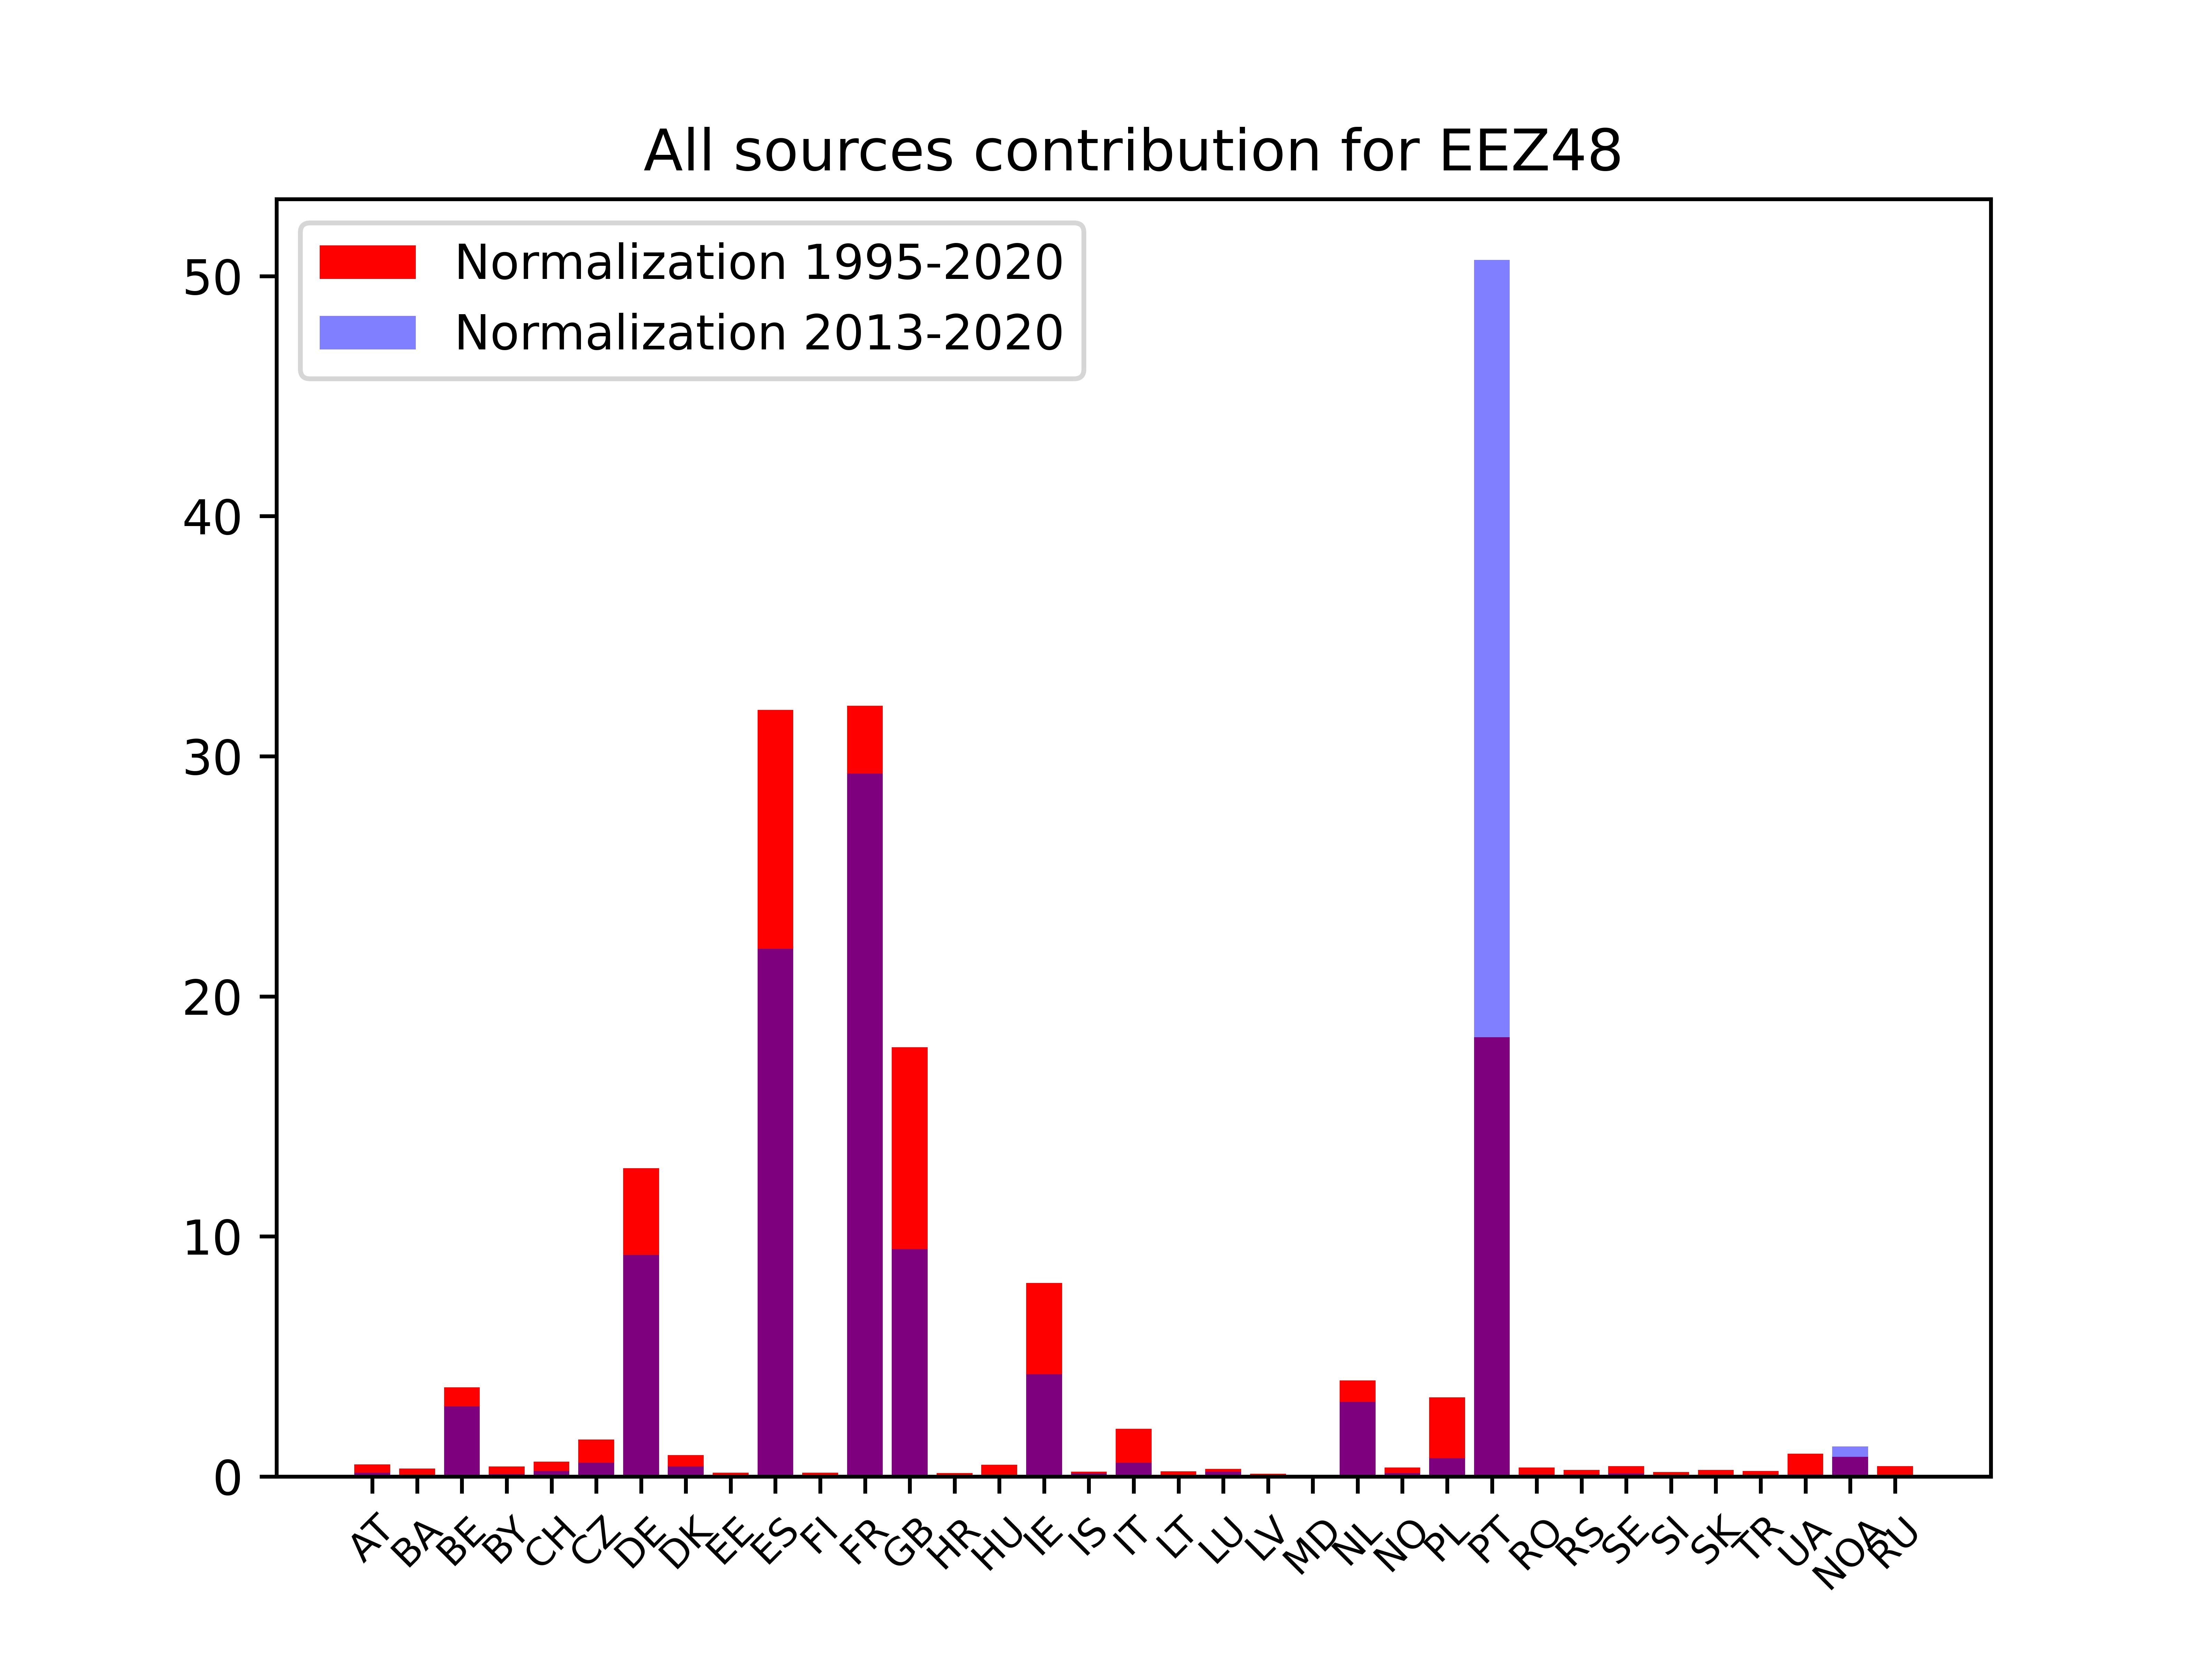 All sources contribution for EEZ48
Normalization 1995-2020
Normalization 2013-2020
50
40
30
20
10
0
AT BA BE BY CH CZ DE DK EE ES FI FR GB HR HU IE IS IT LT LU LV MD NL NO PL PT RO RS SE SI SK TR UA NOA RU